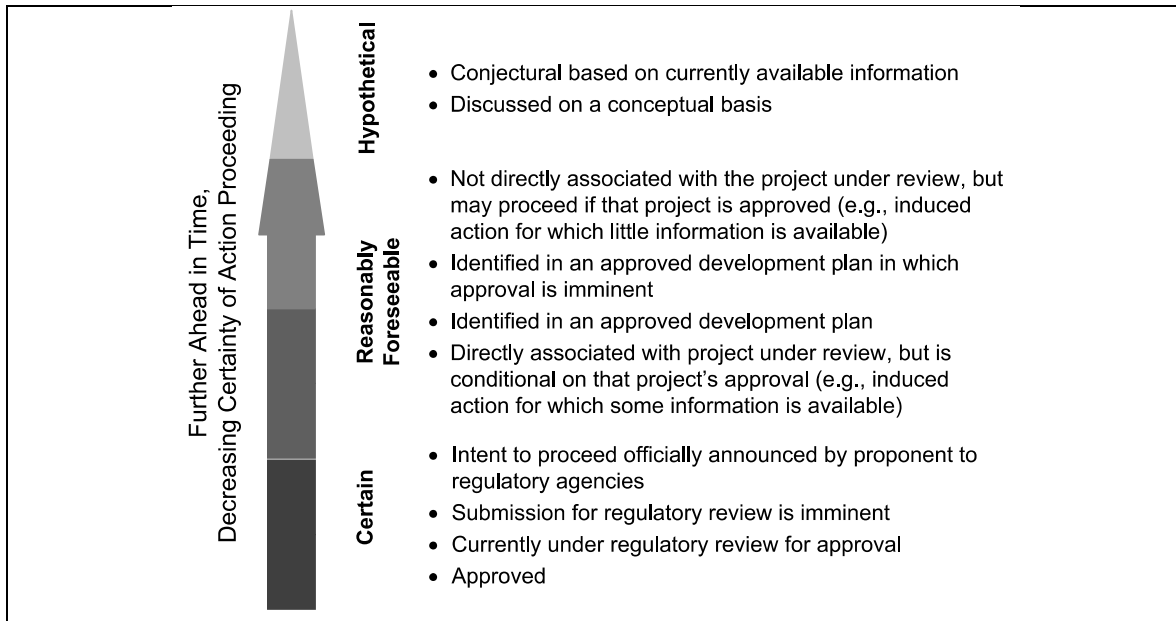 Further Ahead in Time,
Decreasing Certainty of Action Proceeding
Hypothetical
• Conjectural based on currently available information
• Discussed on a conceptual basis
Reasonably
Foreseeable
• Not directly associated with the project under review, but
may proceed if that project is approved (e.g., induced
action for which little information is available)
• Identified in an approved development plan in which
approval is imminent
• Identified in an approved development plan
• Directly associated with project under review, but is
conditional on that project's approval (e.g., induced
action for which some information is available)
Certain
• Intent to proceed officially announced by proponent to
regulatory agencies
• Submission for regulatory review is imminent
• Currently under regulatory review for approval
• Approved